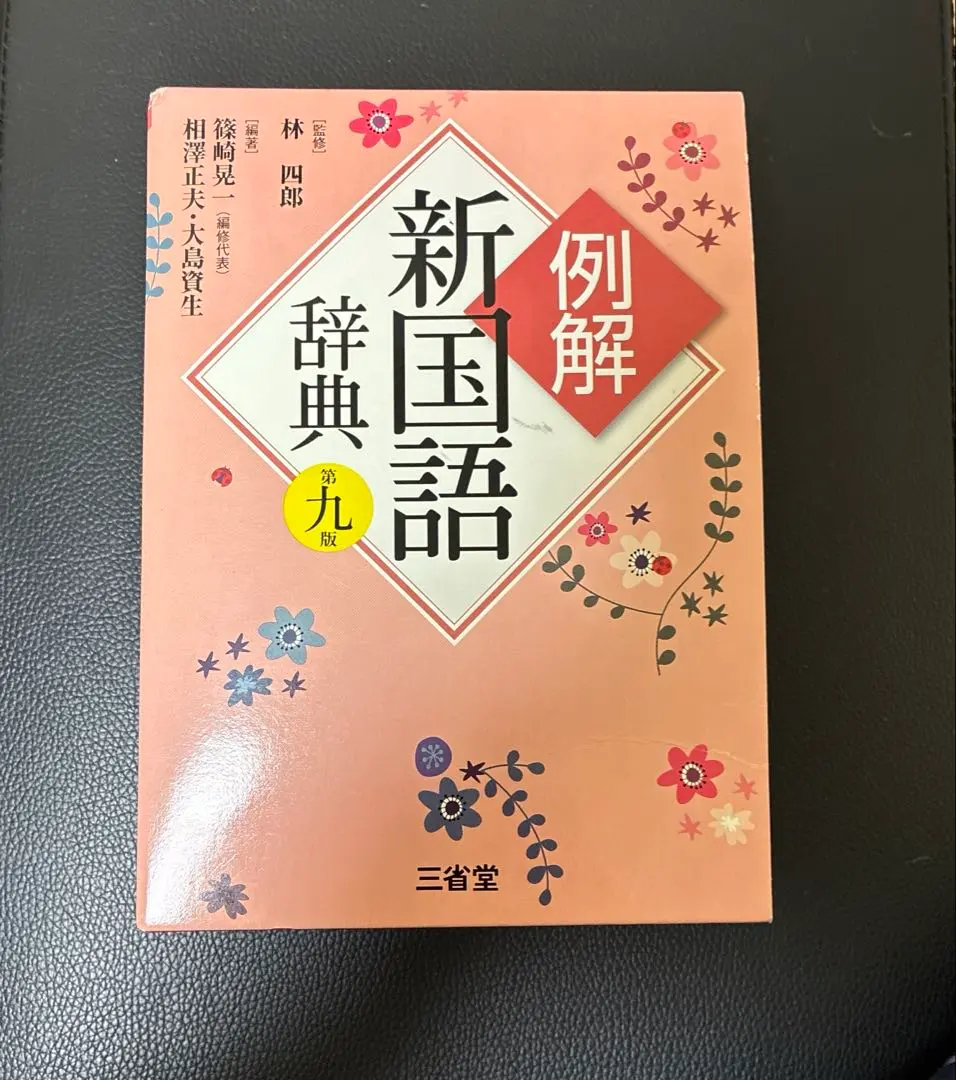 例解
新国語
辞典
第九版
[監修]
林 四郎
[編著]
篠崎晃一(編修代表)
相澤正夫・大島資生
三省堂